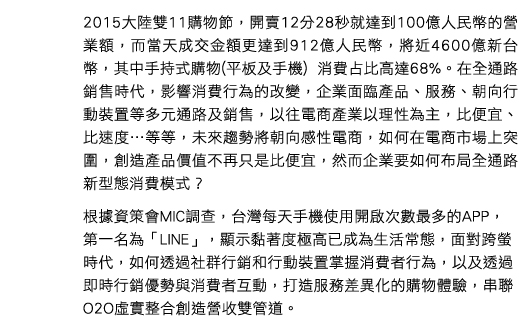 2015大陸雙11購物節，開賣12分28秒就達到100億人民幣的營
業額，而當天成交金額更達到912億人民幣，將近4600億新台
幣，其中手持式購物(平板及手機) 消費占比高達68%。在全通路
銷售時代，影響消費行為的改變，企業面臨產品、服務、朝向行
動裝置等多元通路及銷售，以往電商產業以理性為主，比便宜、
比速度…等等，未來趨勢將朝向感性電商，如何在電商市場上突
圍，創造產品價值不再只是比便宜，然而企業要如何布局全通路
新型態消費模式？
根據資策會MIC調查，台灣每天手機使用開啟次數最多的APP，
第一名為「LINE」，顯示黏著度極高已成為生活常態，面對跨螢
時代，如何透過社群行銷和行動裝置掌握消費者行為，以及透過
即時行銷優勢與消費者互動，打造服務差異化的購物體驗，串聯
O2O虛實整合創造營收雙管道。